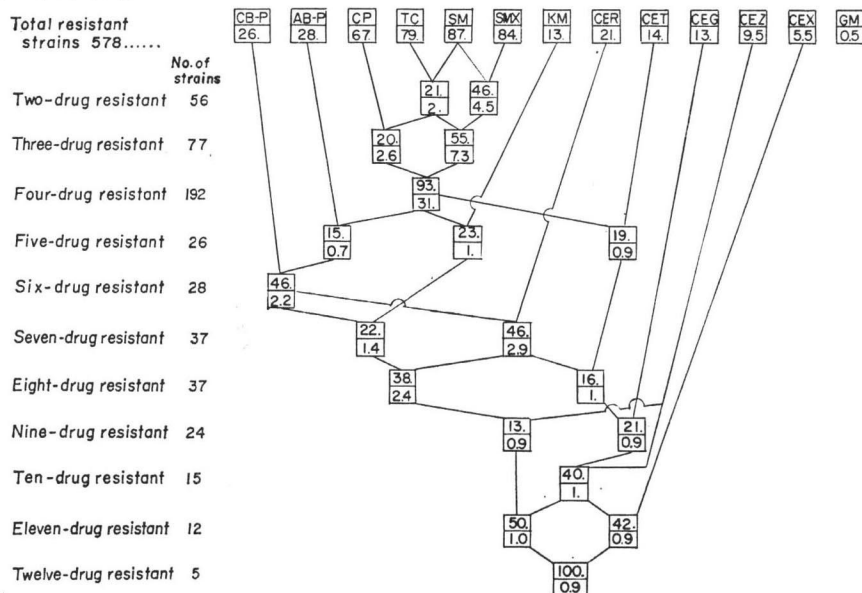 CB-P AB-P CP TC SM SMX KM CER CET CEG CEZ CEX GM
Total resistant 26. 28. 67. 79. 87. 84. 13. 21. 14. 13. 9.5 5.5 0.5
strains 578......
No. of
strains
21. 46.
Two-drug resistant 56 2. 4.5
20. 55.
Three-drug resistant 77 2.6 7.3
93.
Four-drug resistant 192 31.
15. 23. 19.
Five-drug resistant 26 0.7 1. 0.9
46.
Six-drug resistant 28 2.2
22. 46.
Seven-drug resistant 37 1.4 2.9
38. 16.
Eight-drug resistant 37 2.4 1.
13. 21.
Nine-drug resistant 24 0.9 0.9
40.
Ten-drug resistant 15 1.
50. 42.
Eleven-drug resistant 12 1.0 0.9
100.
Twelve-drug resistant 5 0.9